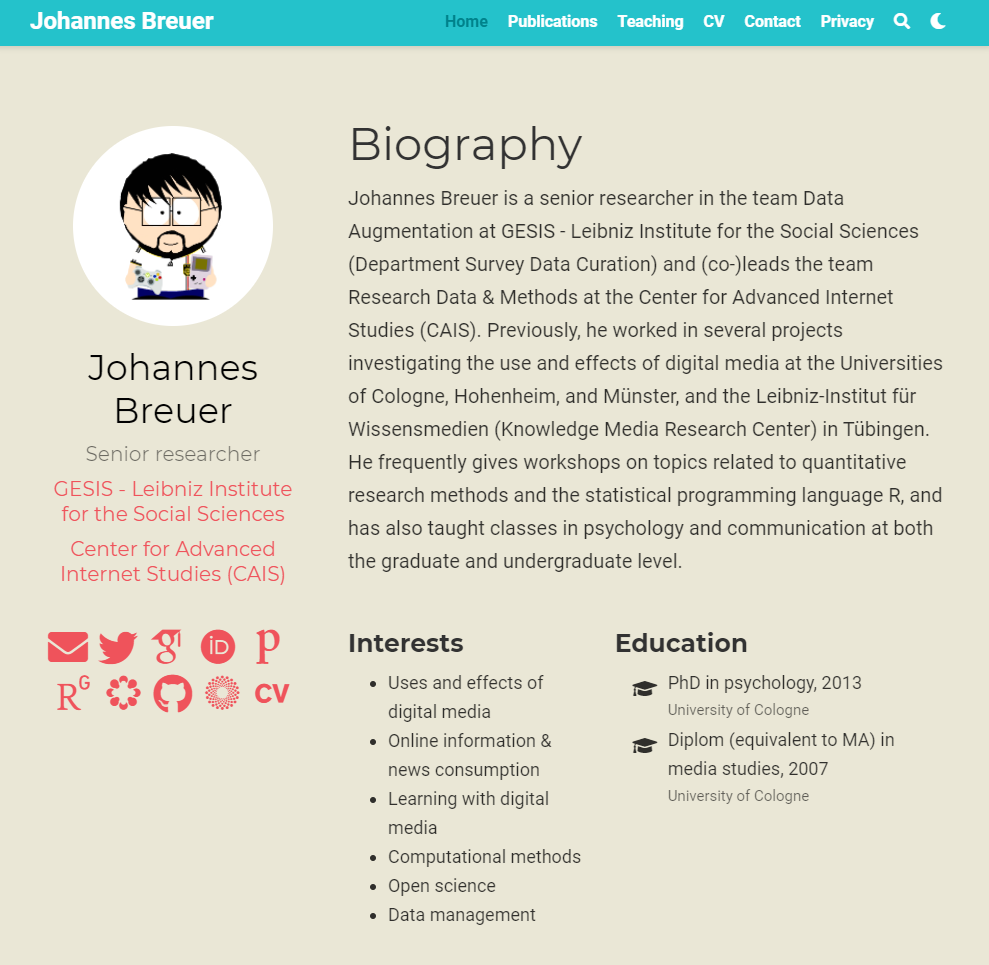 Johannes Breuer
Home Publications Teaching CV Contact Privacy
Johannes
Breuer
Senior researcher
GESIS - Leibniz Institute
for the Social Sciences
Center for Advanced
Internet Studies (CAIS)
iD
p
RG
CV
Biography
Johannes Breuer is a senior researcher in the team Data
Augmentation at GESIS - Leibniz Institute for the Social Sciences
(Department Survey Data Curation) and (co-)leads the team
Research Data & Methods at the Center for Advanced Internet
Studies (CAIS). Previously, he worked in several projects
investigating the use and effects of digital media at the Universities
of Cologne, Hohenheim, and Münster, and the Leibniz-Institut für
Wissensmedien (Knowledge Media Research Center) in Tübingen.
He frequently gives workshops on topics related to quantitative
research methods and the statistical programming language R, and
has also taught classes in psychology and communication at both
the graduate and undergraduate level.
Interests
Uses and effects of
digital media
Online information &
news consumption
Learning with digital
media
Computational methods
Open science
Data management
Education
PhD in psychology, 2013
University of Cologne
Diplom (equivalent to MA) in
media studies, 2007
University of Cologne